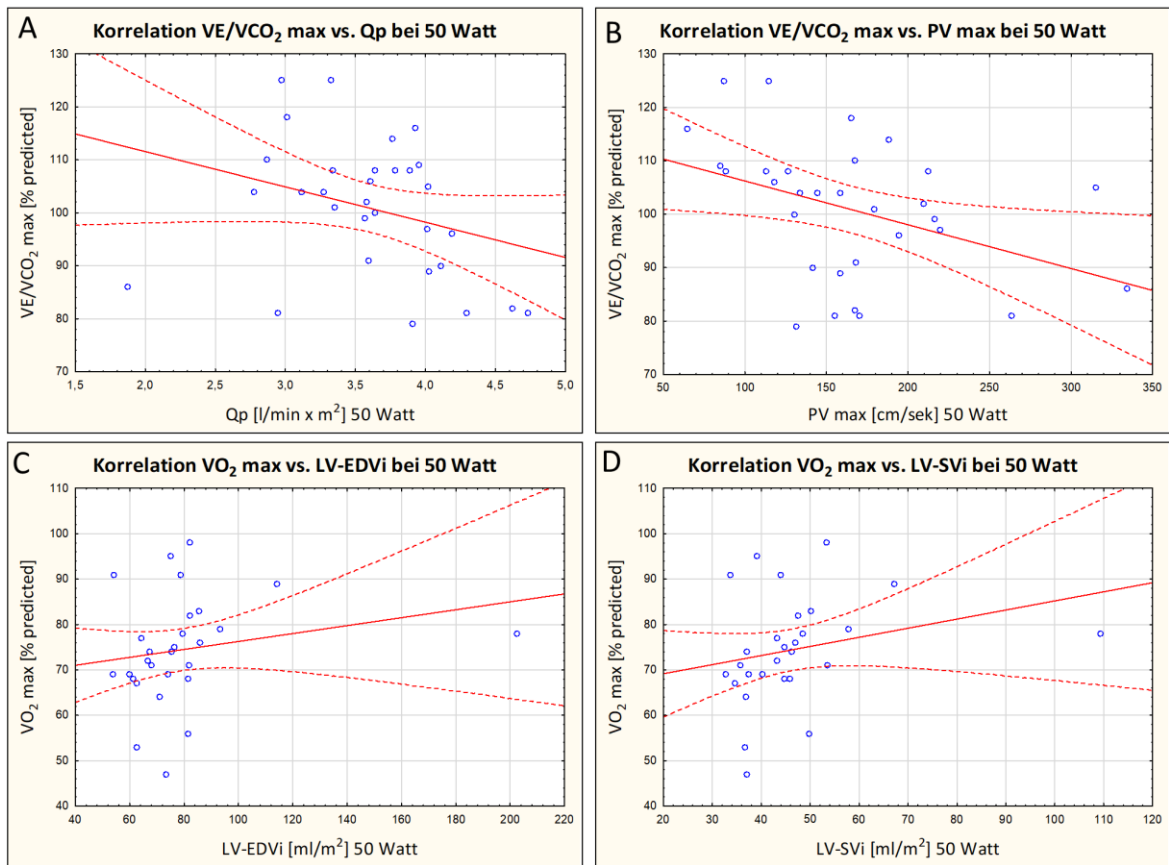 A
Korrelation VE/VCO₂ max vs. Qp bei 50 Watt
VE/VCO₂ max [% predicted]
130
120
110
100
90
80
70
1,5 2,0 2,5 3,0 3,5 4,0 4,5 5,0
Qp [l/min x m²] 50 Watt
B
Korrelation VE/VCO₂ max vs. PV max bei 50 Watt
VE/VCO₂ max [% predicted]
130
120
110
100
90
80
70
50 100 150 200 250 300 350
PV max [cm/sek] 50 Watt
C
Korrelation VO₂ max vs. LV-EDVi bei 50 Watt
VO₂ max [% predicted]
110
100
90
80
70
60
50
40
40 60 80 100 120 140 160 180 200 220
LV-EDVi [ml/m²] 50 Watt
D
Korrelation VO₂ max vs. LV-SVi bei 50 Watt
VO₂ max [% predicted]
110
100
90
80
70
60
50
40
20 30 40 50 60 70 80 90 100 110 120
LV-SVi [ml/m²] 50 Watt